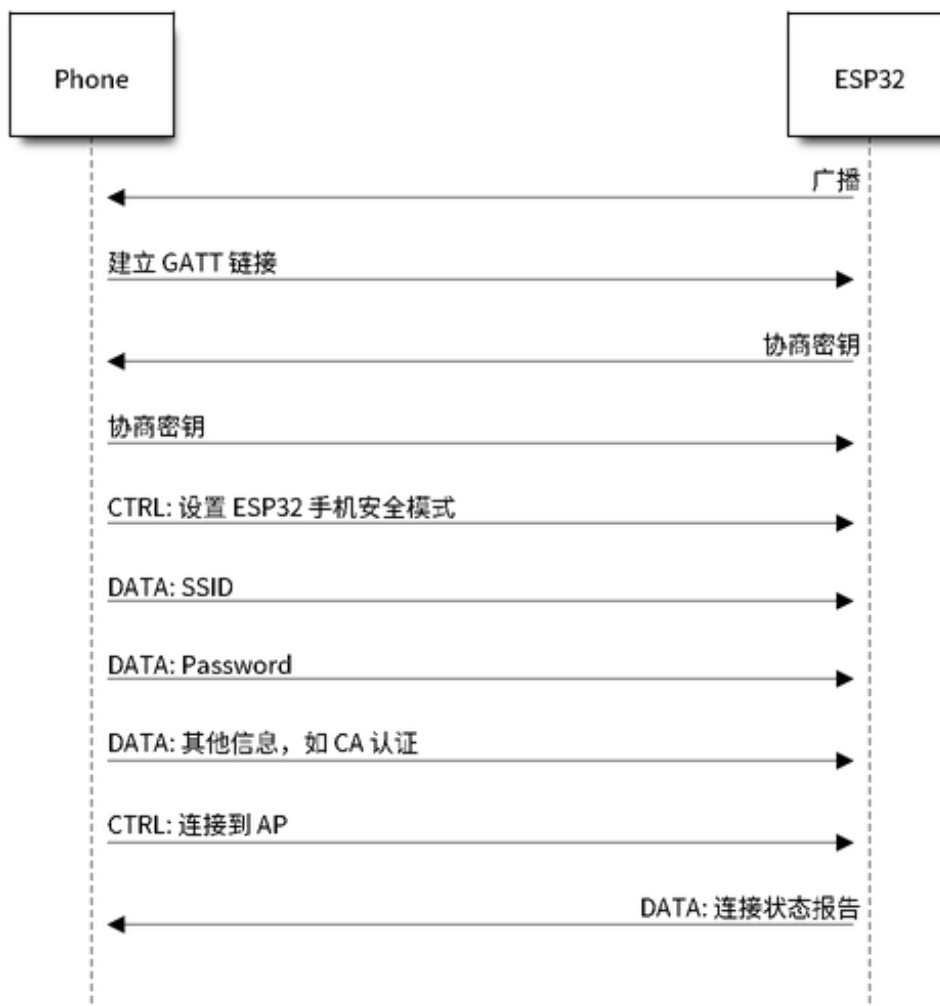 Phone
ESP32
广播
建立 GATT 链接
协商密钥
协商密钥
CTRL: 设置 ESP32 手机安全模式
DATA: SSID
DATA: Password
DATA: 其他信息，如 CA 认证
CTRL: 连接到 AP
DATA: 连接状态报告